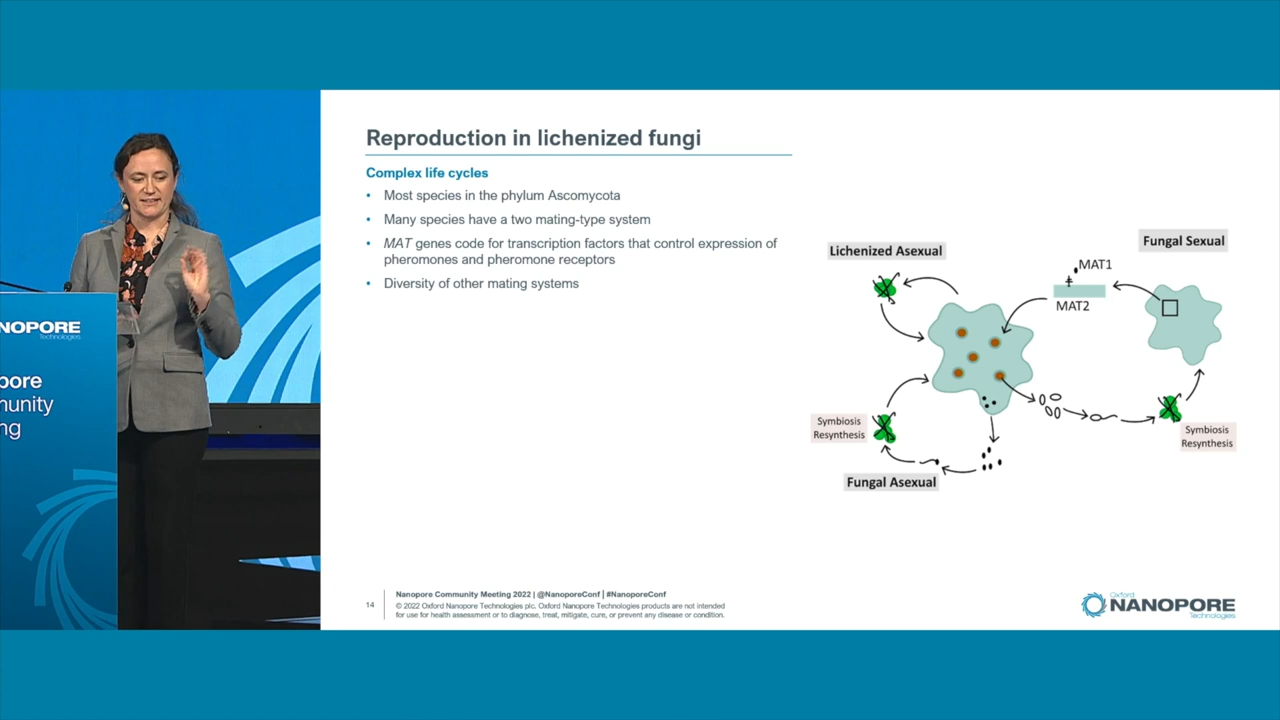 NOPORE
Technologies
pore
munity
ng
Reproduction in lichenized fungi
Complex life cycles
• Most species in the phylum Ascomycota
• Many species have a two mating-type system
• MAT genes code for transcription factors that control expression of
pheromones and pheromone receptors
• Diversity of other mating systems
Lichenized Asexual
Fungal Sexual
MAT1
MAT2
Symbiosis
Resynthesis
Symbiosis
Resynthesis
Fungal Asexual
14
Nanopore Community Meeting 2022 | @NanoporeConf | #NanoporeConf
© 2022 Oxford Nanopore Technologies plc. Oxford Nanopore Technologies products are not intended
for use for health assessment or to diagnose, treat, mitigate, cure, or prevent any disease or condition.
Oxford
NANOPORE
Technologies